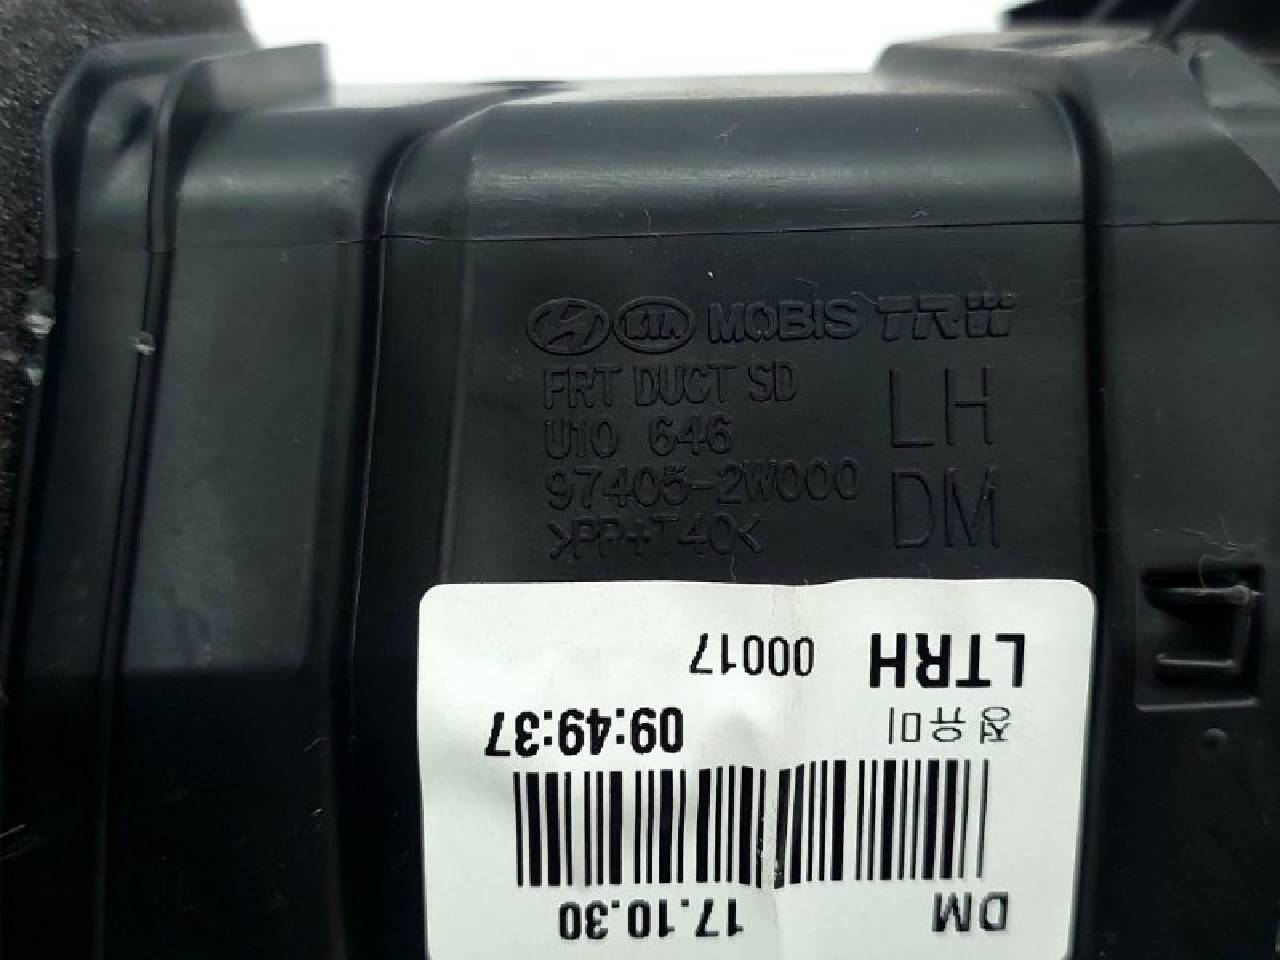 KIA MOBIS TRW
FRT DUCT SD LH
U10 646
97405-2W000 DM
>PP+T40<
LTRH 00017
정유미 09:49:37
DM 17.10.30